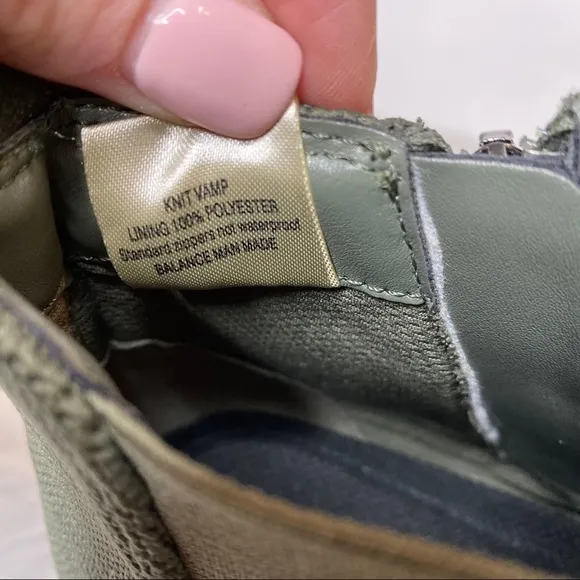 KNIT VAMP
LINING 100% POLYESTER
Standard zippers not waterproof
BALANCE MAN MADE